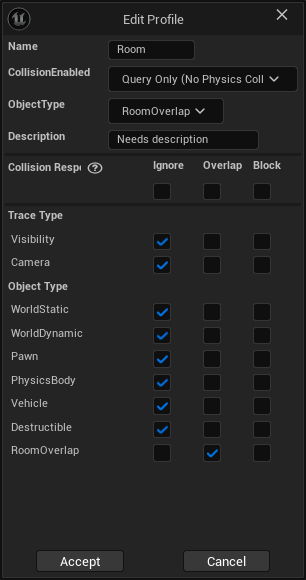 Edit Profile
Name Room
CollisionEnabled Query Only (No Physics Coll
ObjectType RoomOverlap
Description Needs description
Collision Respo ? Ignore Overlap Block
Trace Type
Visibility
Camera
Object Type
WorldStatic
WorldDynamic
Pawn
PhysicsBody
Vehicle
Destructible
RoomOverlap
Accept Cancel